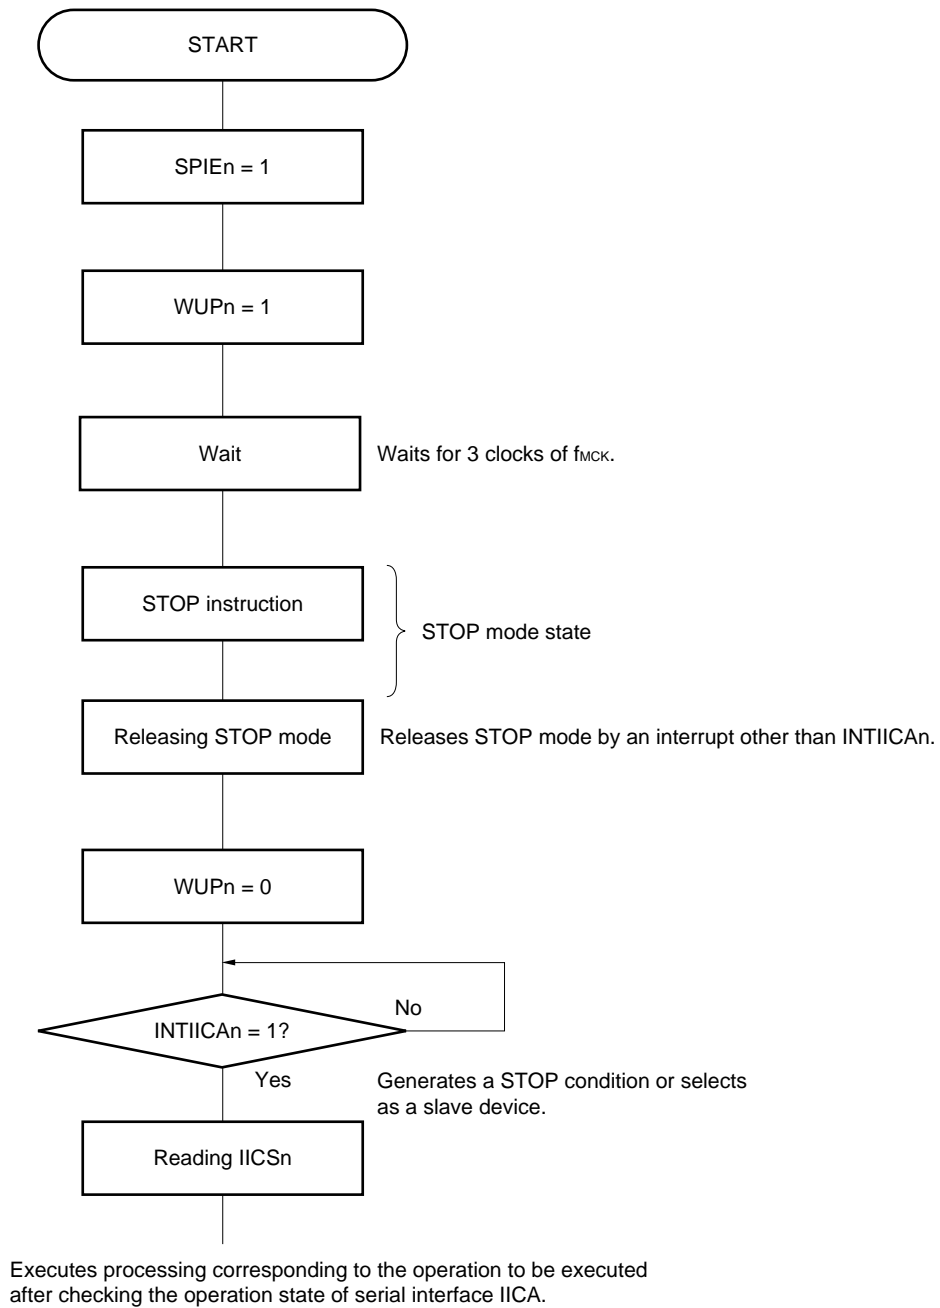 START
SPIEn = 1
WUPn = 1
Wait
Waits for 3 clocks of fMCK.
STOP instruction
STOP mode state
Releasing STOP mode
Releases STOP mode by an interrupt other than INTIICAn.
WUPn = 0
No
INTIICAn = 1?
Yes
Generates a STOP condition or selects
as a slave device.
Reading IICSn
Executes processing corresponding to the operation to be executed
after checking the operation state of serial interface IICA.